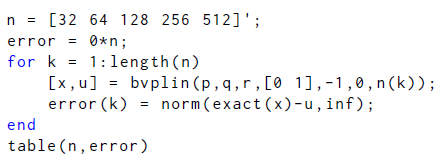 n = [32 64 128 256 512]';
error = 0*n;
for k = 1:length(n)
    [x,u] = bvplin(p,q,r,[0 1],-1,0,n(k));
    error(k) = norm(exact(x)-u,inf);
end
table(n,error)